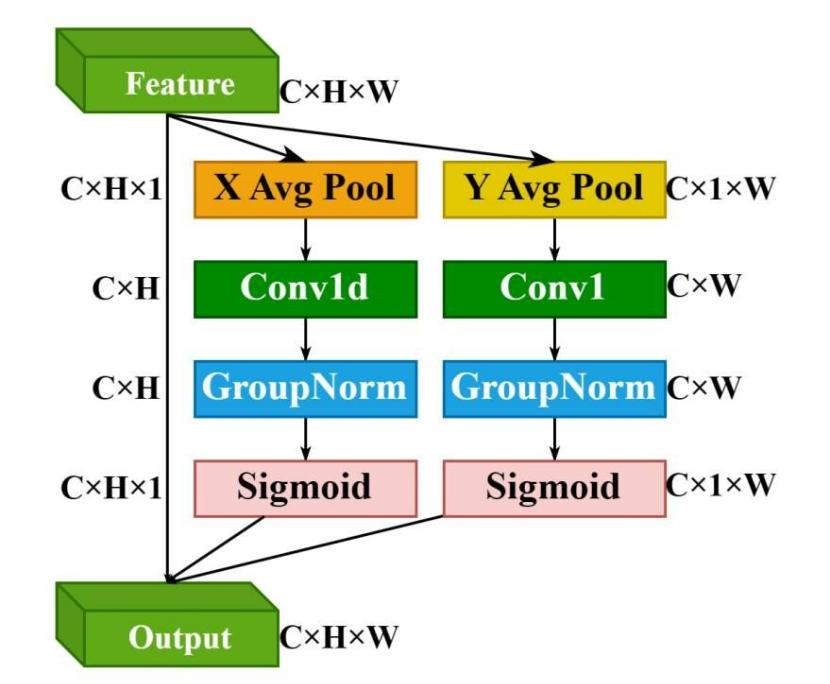 Feature
C×H×W
C×H×1 X Avg Pool Y Avg Pool C×1×W
C×H Conv1d Conv1 C×W
C×H GroupNorm GroupNorm C×W
C×H×1 Sigmoid Sigmoid C×1×W
Output
C×H×W